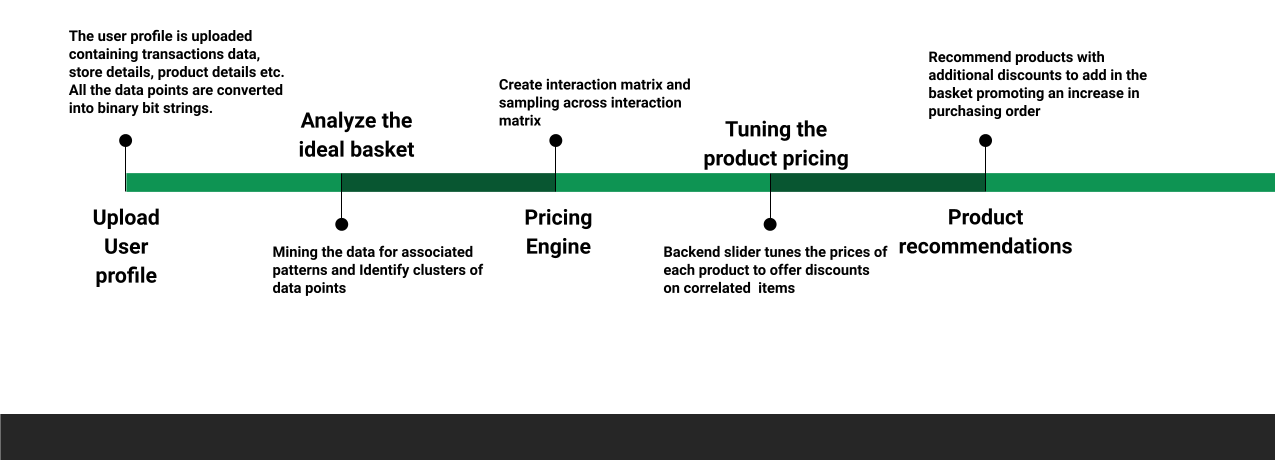 The user profile is uploaded
containing transactions data,
store details, product details etc.
All the data points are converted
into binary bit strings.
Upload
User
profile
Analyze the
ideal basket
Mining the data for associated
patterns and Identify clusters of
data points
Create interaction matrix and
sampling across interaction
matrix
Pricing
Engine
Tuning the
product pricing
Backend slider tunes the prices of
each product to offer discounts
on correlated  items
Recommend products with
additional discounts to add in the
basket promoting an increase in
purchasing order
Product
recommendations